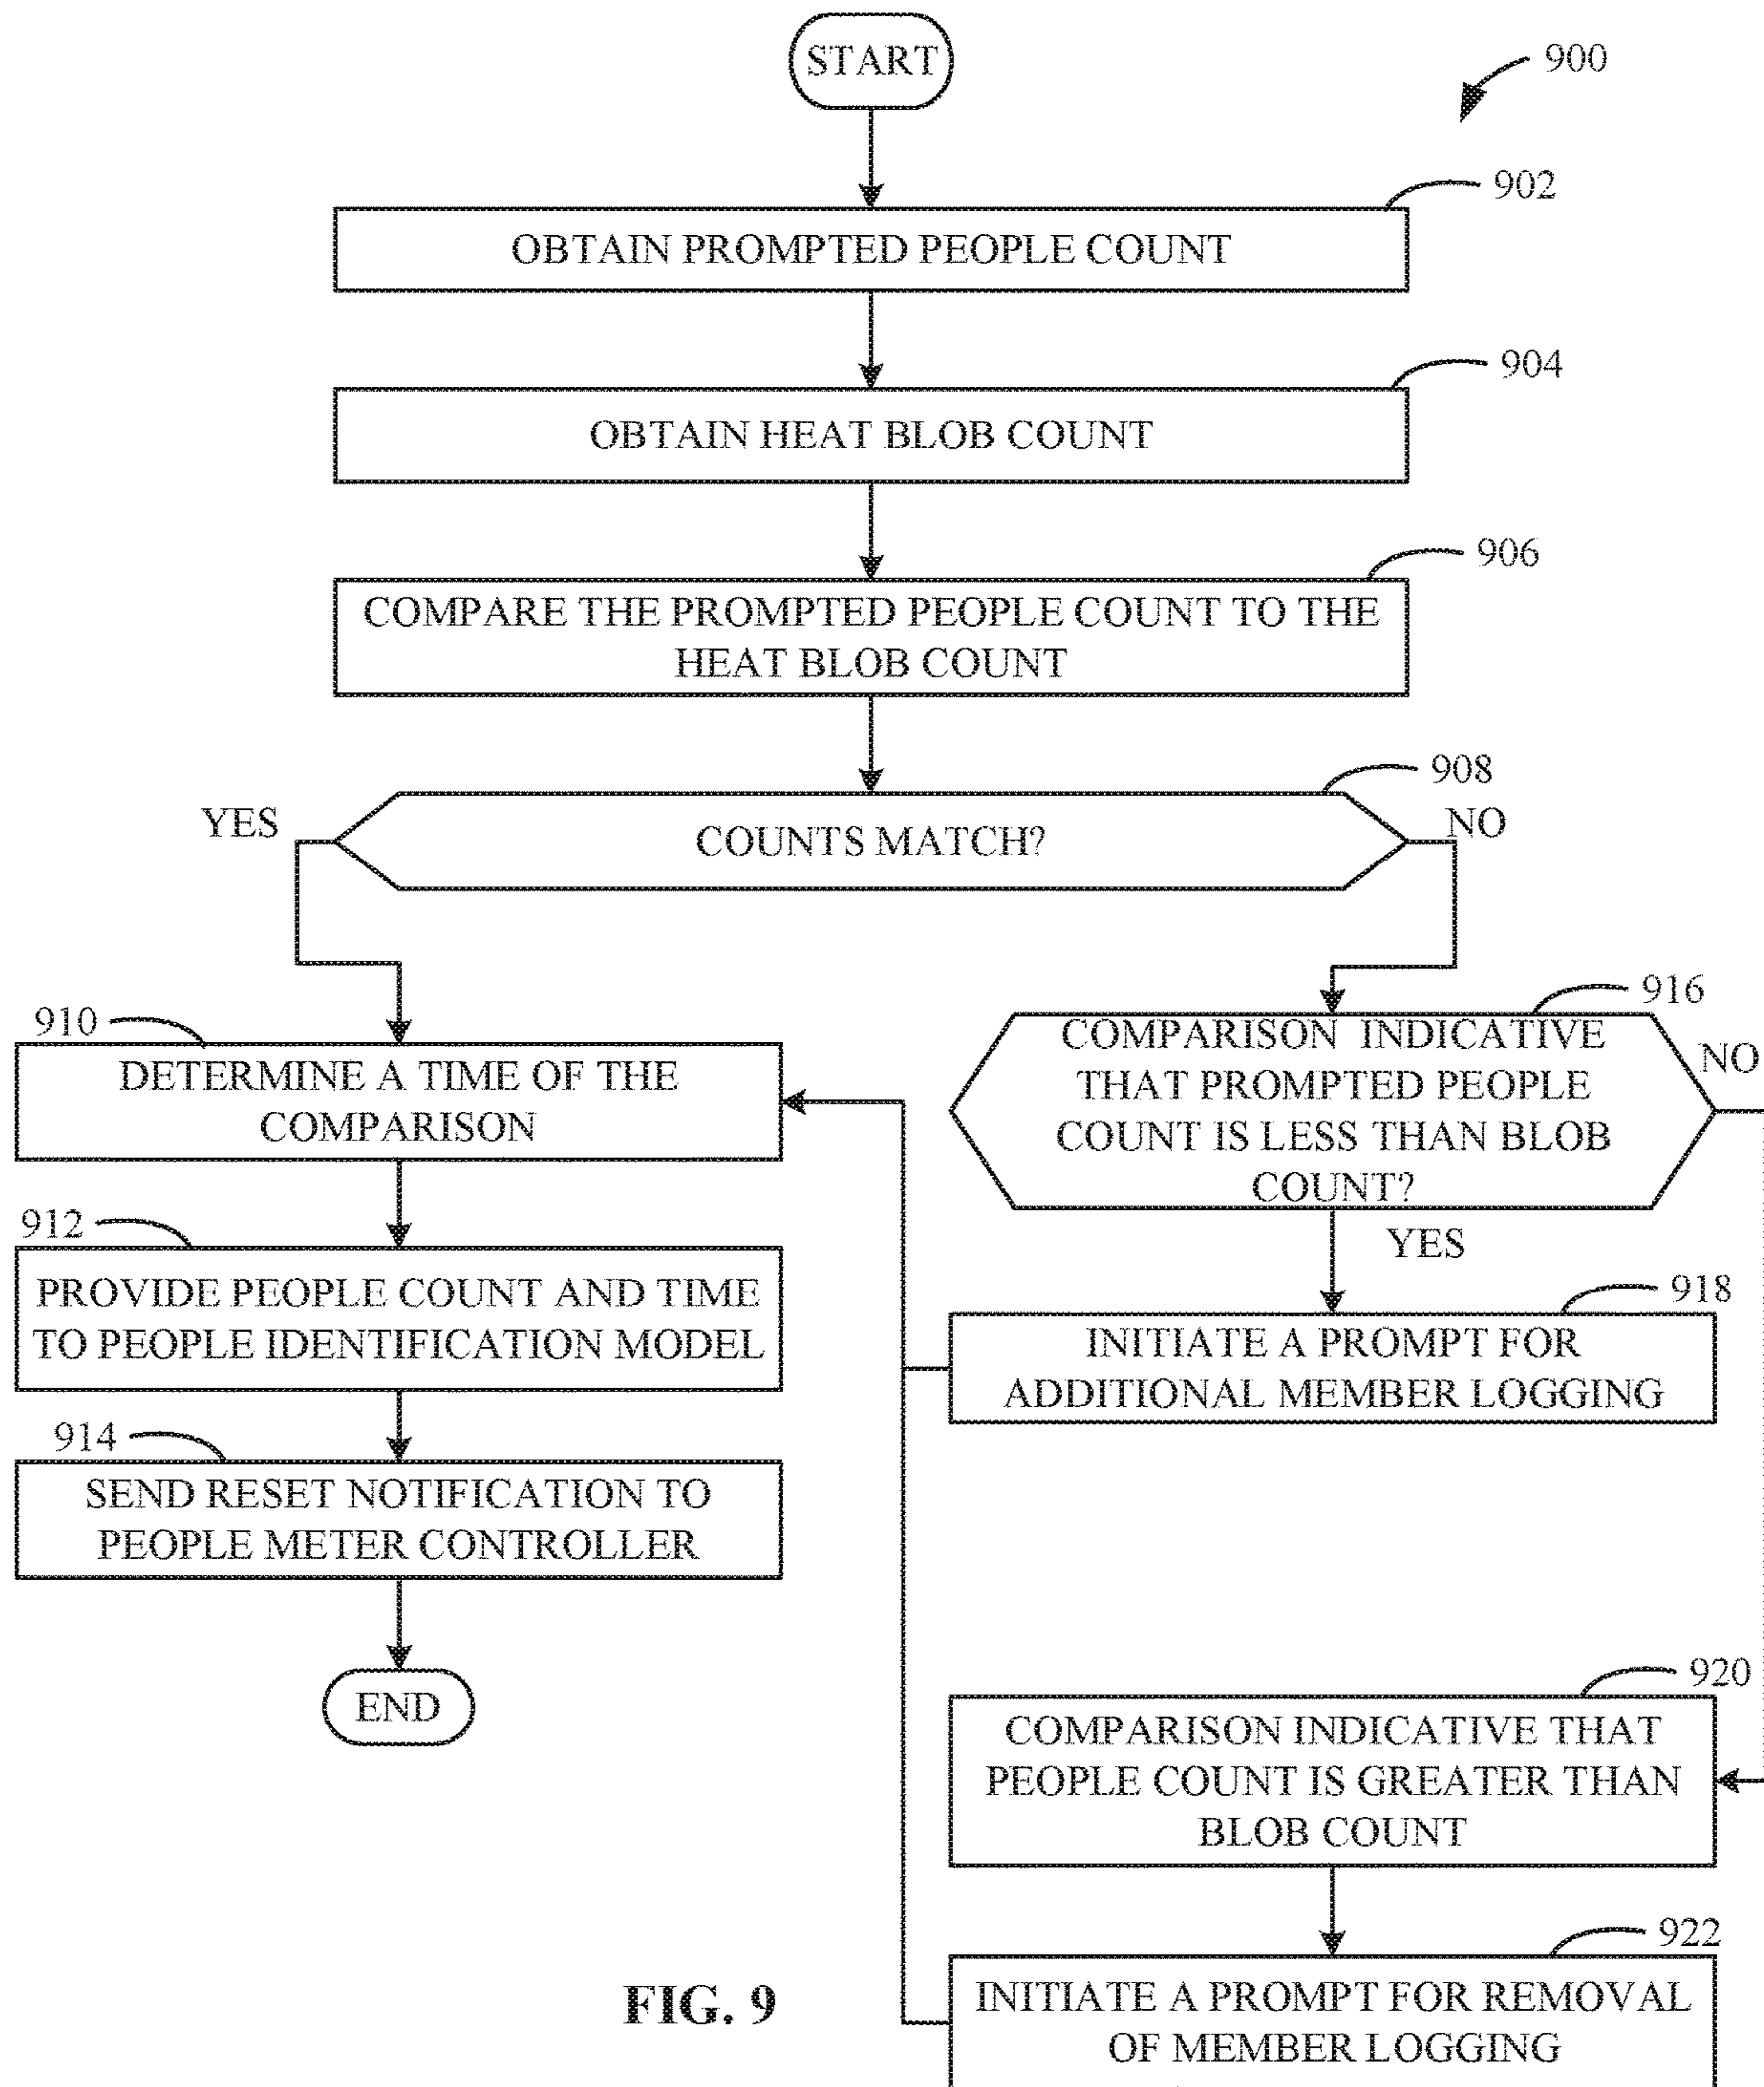 START
900
902
OBTAIN PROMPTED PEOPLE COUNT
904
OBTAIN HEAT BLOB COUNT
906
COMPARE THE PROMPTED PEOPLE COUNT TO THE
HEAT BLOB COUNT
908
YES
COUNTS MATCH?
NO
910
DETERMINE A TIME OF THE
COMPARISON
916
COMPARISON INDICATIVE
THAT PROMPTED PEOPLE
COUNT IS LESS THAN BLOB
COUNT?
NO
YES
912
PROVIDE PEOPLE COUNT AND TIME
TO PEOPLE IDENTIFICATION MODEL
918
INITIATE A PROMPT FOR
ADDITIONAL MEMBER LOGGING
914
SEND RESET NOTIFICATION TO
PEOPLE METER CONTROLLER
END
920
COMPARISON INDICATIVE THAT
PEOPLE COUNT IS GREATER THAN
BLOB COUNT
922
INITIATE A PROMPT FOR REMOVAL
OF MEMBER LOGGING
FIG. 9